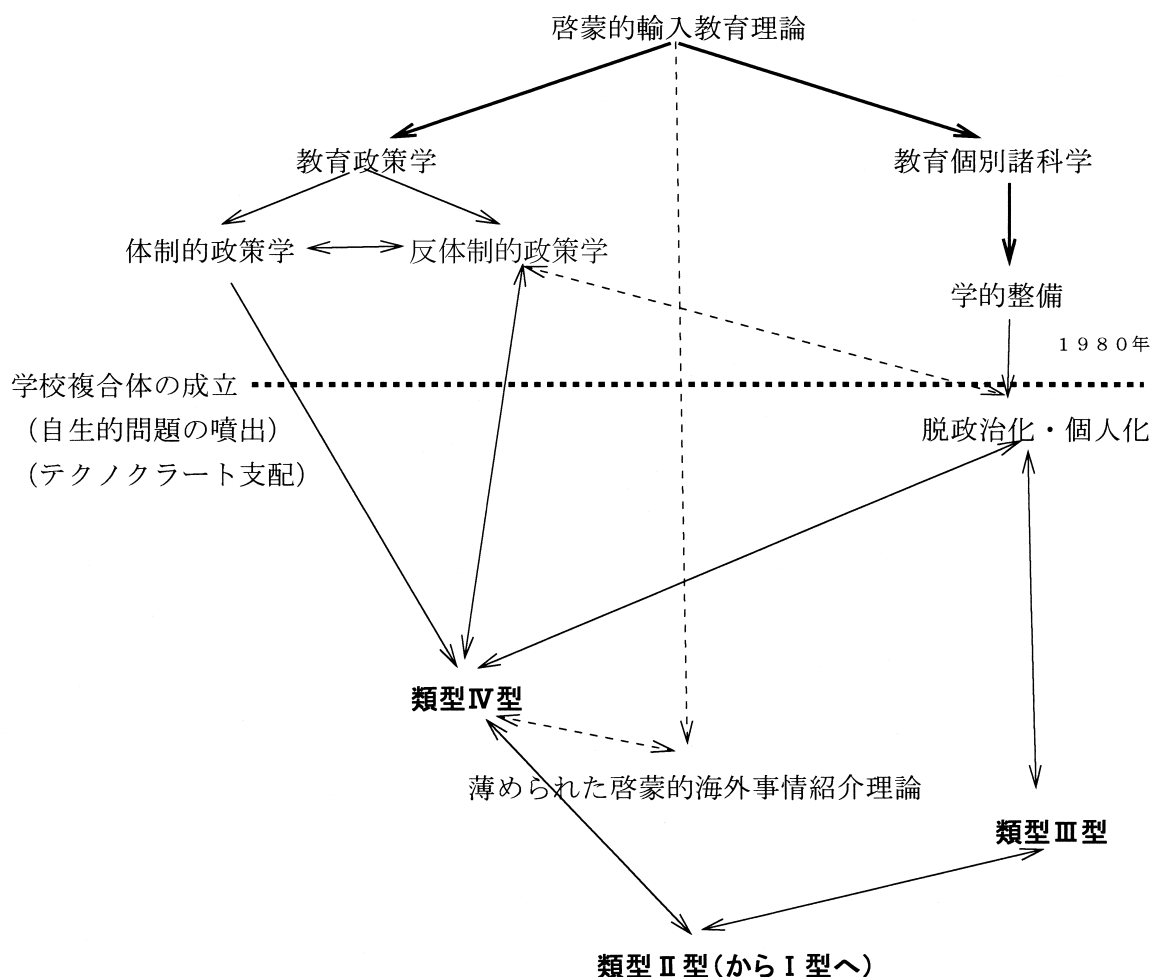 啓蒙的輸入教育理論
教育政策学
教育個別諸科学
体制的政策学
反体制的政策学
学的整備
１９８０年
学校複合体の成立
（自生的問題の噴出）
（テクノクラート支配）
脱政治化・個人化
類型Ⅳ型
薄められた啓蒙的海外事情紹介理論
類型Ⅲ型
類型Ⅱ型（からⅠ型へ）